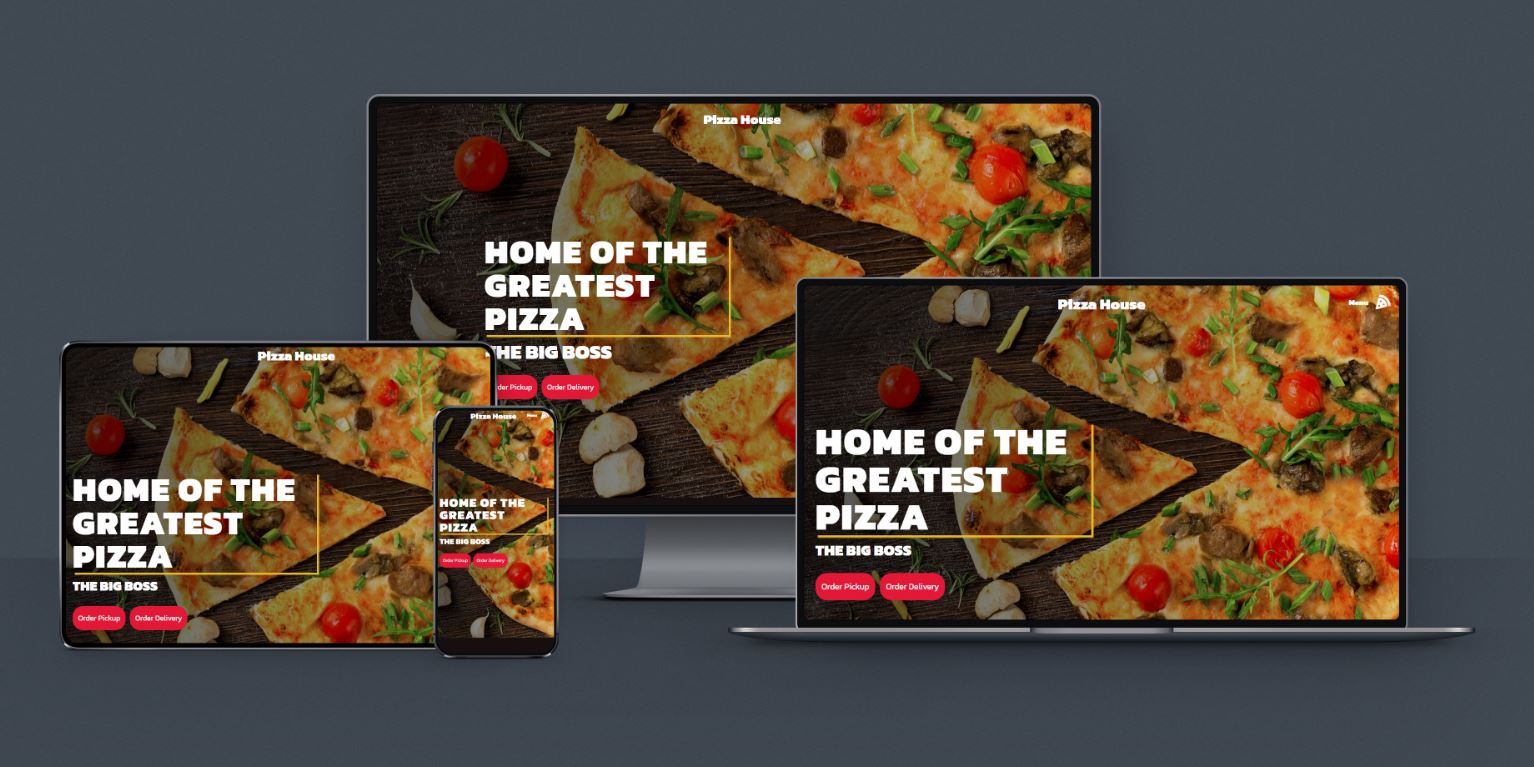 Pizza House
HOME OF THE
GREATEST
PIZZA
THE BIG BOSS
der Pickup
Order Delivery
Pizza House
Menu
HOME OF THE
GREATEST
PIZZA
THE BIG BOSS
Order Pickup
Order Delivery
Pizza House
HOME OF THE
GREATEST
PIZZA
THE BIG BOSS
Order Pickup
Order Delivery
Pizza House
Menu
HOME OF THE
GREATEST
PIZZA
THE BIG BOSS
Order Pickup
Order Delivery